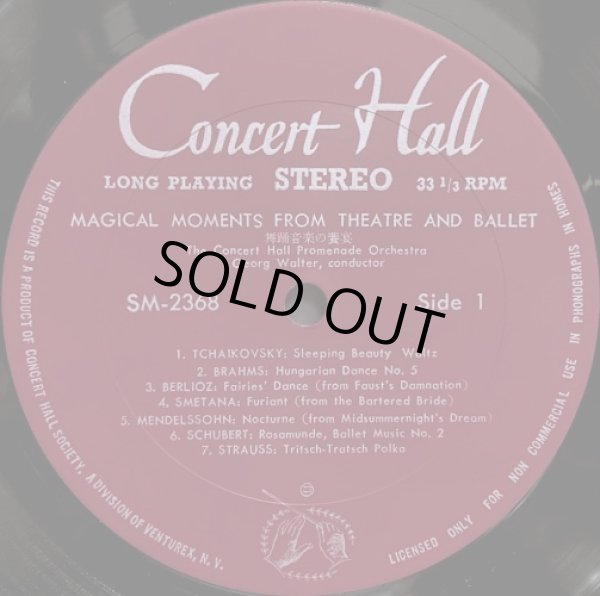 Concert Hall
LONG PLAYING STEREO 33 1/3 RPM
MAGICAL MOMENTS FROM THEATRE AND BALLET
舞踊音楽の饗宴
The Concert Hall Promenade Orchestra
Georg Walter, conductor
SM-2368 Side 1
SOLD OUT
1. TCHAIKOVSKY: Sleeping Beauty Waltz
2. BRAHMS: Hungarian Dance No. 5
3. BERLIOZ: Fairies' Dance (from Faust's Damnation)
4. SMETANA: Furiant (from the Bartered Bride)
5. MENDELSSOHN: Nocturne (from Midsummernight's Dream)
6. SCHUBERT: Rosamunde, Ballet Music No. 2
7. STRAUSS: Tritsch-Tratsch Polka
THIS RECORD IS A PRODUCT OF CONCERT HALL SOCIETY, A DIVISION OF VENTUREX, N. V.
LICENSED ONLY FOR NON COMMERCIAL USE IN PHONOGRAPHS IN HOMES